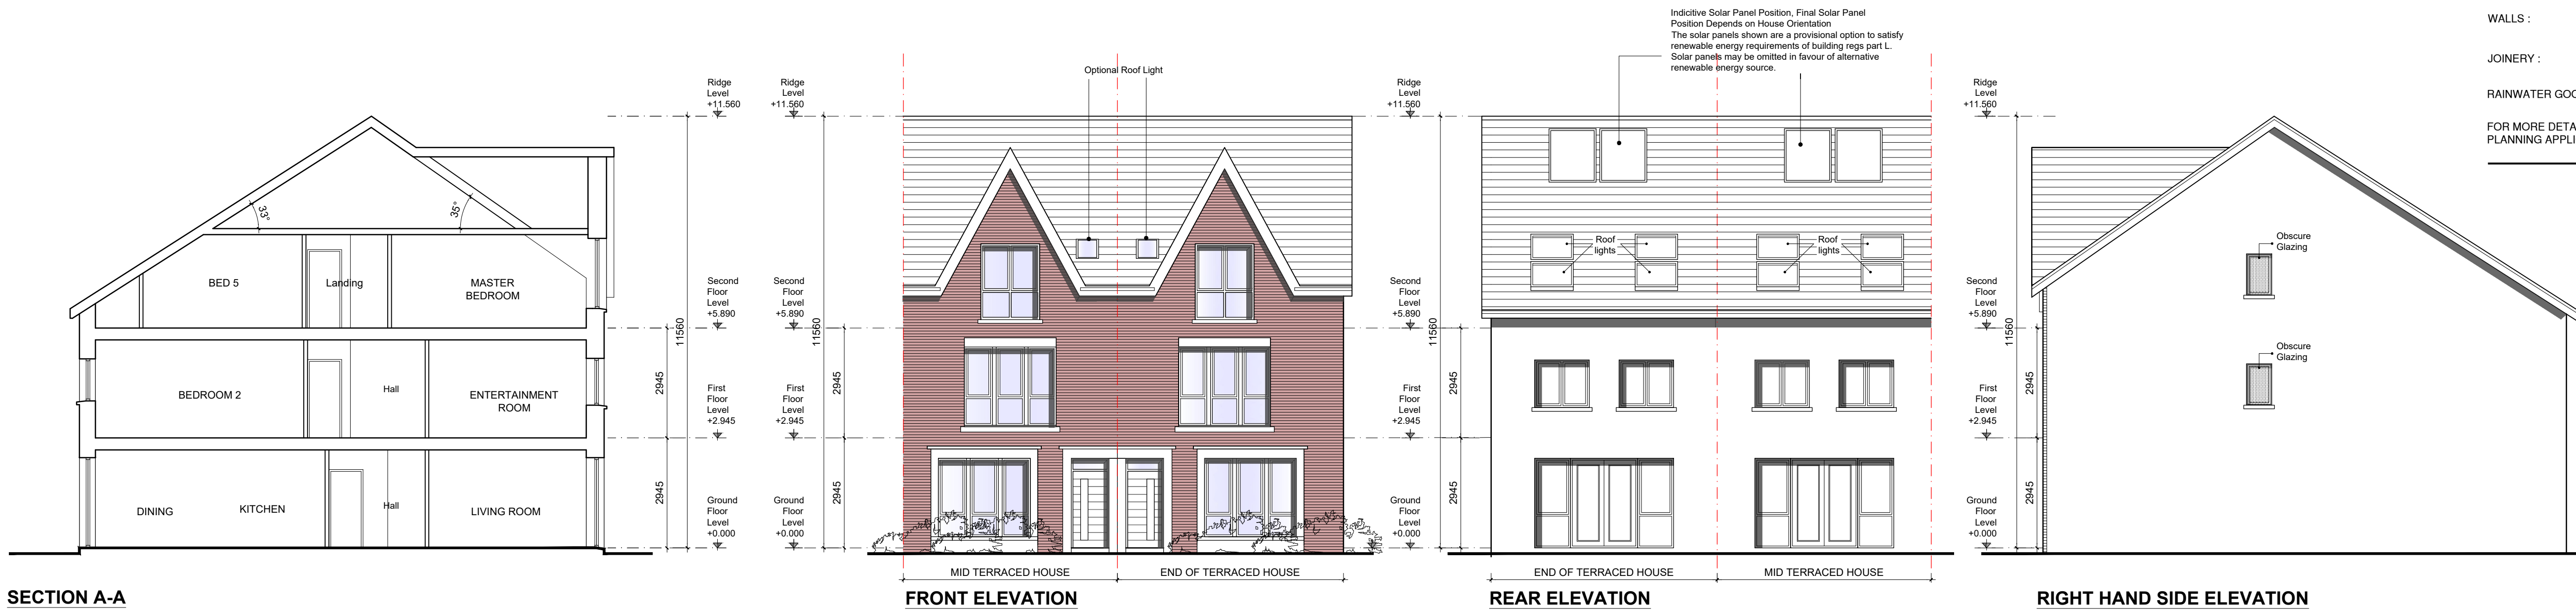 33°
35°
BED 5
Landing
MASTER
BEDROOM
BEDROOM 2
Hall
ENTERTAINMENT
ROOM
DINING
KITCHEN
Hall
LIVING ROOM
SECTION A-A
Ridge
Level
+11.560
Second
Floor
Level
+5.890
First
Floor
Level
+2.945
Ground
Floor
Level
+0.000
11560
2945
2945
Ridge
Level
+11.560
Second
Floor
Level
+5.890
First
Floor
Level
+2.945
Ground
Floor
Level
+0.000
11560
2945
2945
Optional Roof Light
MID TERRACED HOUSE
END OF TERRACED HOUSE
FRONT ELEVATION
Ridge
Level
+11.560
Second
Floor
Level
+5.890
First
Floor
Level
+2.945
Ground
Floor
Level
+0.000
11560
2945
2945
Indicitive Solar Panel Position, Final Solar Panel
Position Depends on House Orientation
The solar panels shown are a provisional option to satisfy
renewable energy requirements of building regs part L.
Solar panels may be omitted in favour of alternative
renewable energy source.
Roof
lights
Roof
lights
END OF TERRACED HOUSE
MID TERRACED HOUSE
REAR ELEVATION
Ridge
Level
+11.560
Second
Floor
Level
+5.890
First
Floor
Level
+2.945
Ground
Floor
Level
+0.000
11560
2945
2945
Obscure
Glazing
Obscure
Glazing
RIGHT HAND SIDE ELEVATION
WALLS :
JOINERY :
RAINWATER GOO
FOR MORE DETA
PLANNING APPLI